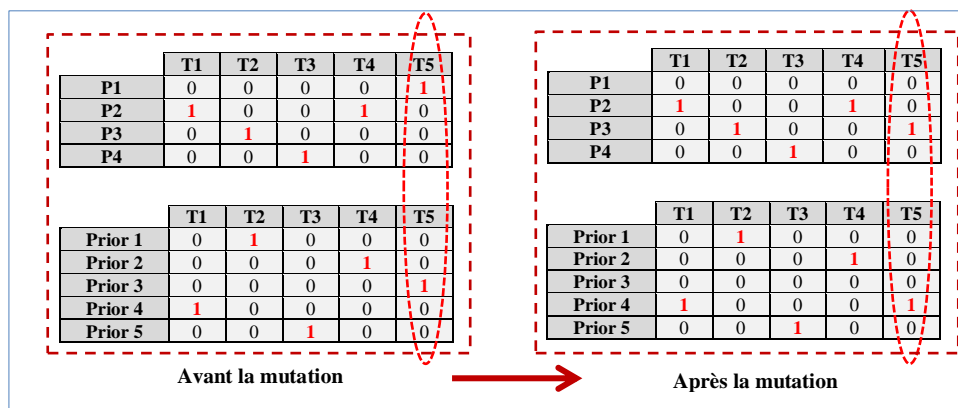 T1 T2 T3 T4 T5
P1 0 0 0 0 1
P2 1 0 0 1 0
P3 0 1 0 0 0
P4 0 0 1 0 0
T1 T2 T3 T4 T5
Prior 1 0 1 0 0 0
Prior 2 0 0 0 1 0
Prior 3 0 0 0 0 1
Prior 4 1 0 0 0 0
Prior 5 0 0 1 0 0
Avant la mutation
T1 T2 T3 T4 T5
P1 0 0 0 0 0
P2 1 0 0 1 0
P3 0 1 0 0 1
P4 0 0 1 0 0
T1 T2 T3 T4 T5
Prior 1 0 1 0 0 0
Prior 2 0 0 0 1 0
Prior 3 0 0 0 0 0
Prior 4 1 0 0 0 1
Prior 5 0 0 1 0 0
Après la mutation